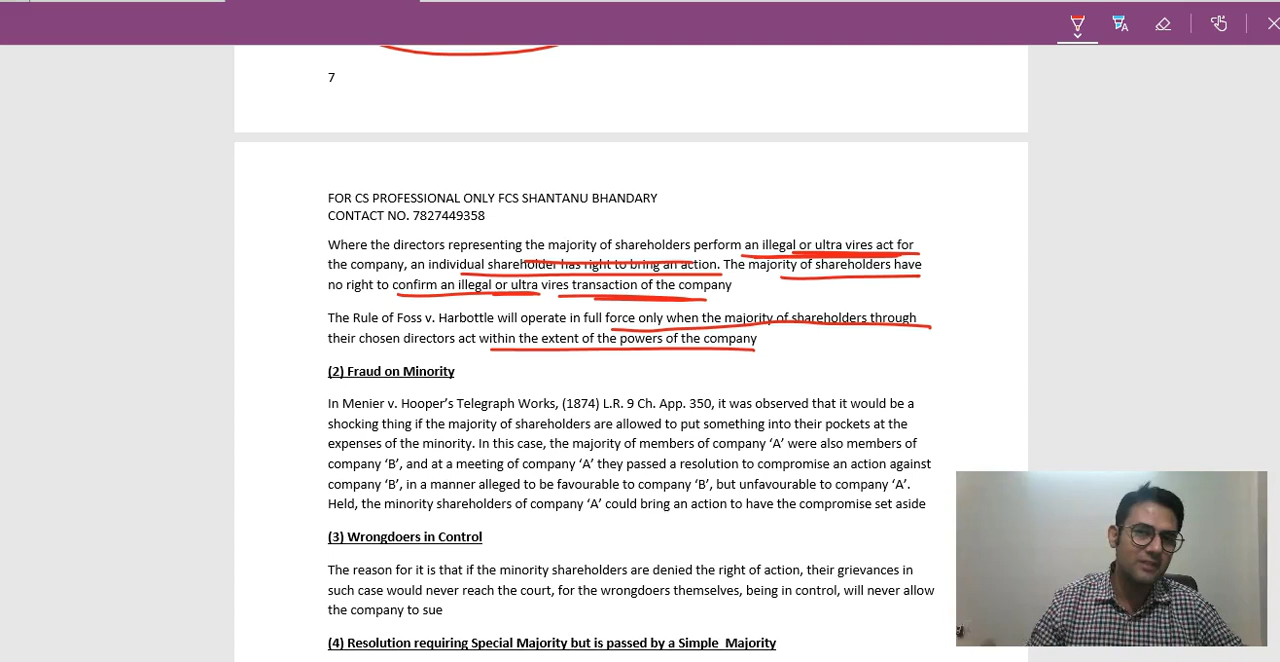 7
FOR CS PROFESSIONAL ONLY FCS SHANTANU BHANDARY
CONTACT NO. 7827449358
Where the directors representing the majority of shareholders perform an illegal or ultra vires act for
the company, an individual shareholder has right to bring an action. The majority of shareholders have
no right to confirm an illegal or ultra vires transaction of the company
The Rule of Foss v. Harbottle will operate in full force only when the majority of shareholders through
their chosen directors act within the extent of the powers of the company
(2) Fraud on Minority
In Menier v. Hooper’s Telegraph Works, (1874) L.R. 9 Ch. App. 350, it was observed that it would be a
shocking thing if the majority of shareholders are allowed to put something into their pockets at the
expenses of the minority. In this case, the majority of members of company ‘A’ were also members of
company ‘B’, and at a meeting of company ‘A’ they passed a resolution to compromise an action against
company ‘B’, in a manner alleged to be favourable to company ‘B’, but unfavourable to company ‘A’.
Held, the minority shareholders of company ‘A’ could bring an action to have the compromise set aside
(3) Wrongdoers in Control
The reason for it is that if the minority shareholders are denied the right of action, their grievances in
such case would never reach the court, for the wrongdoers themselves, being in control, will never allow
the company to sue
(4) Resolution requiring Special Majority but is passed by a Simple Majority